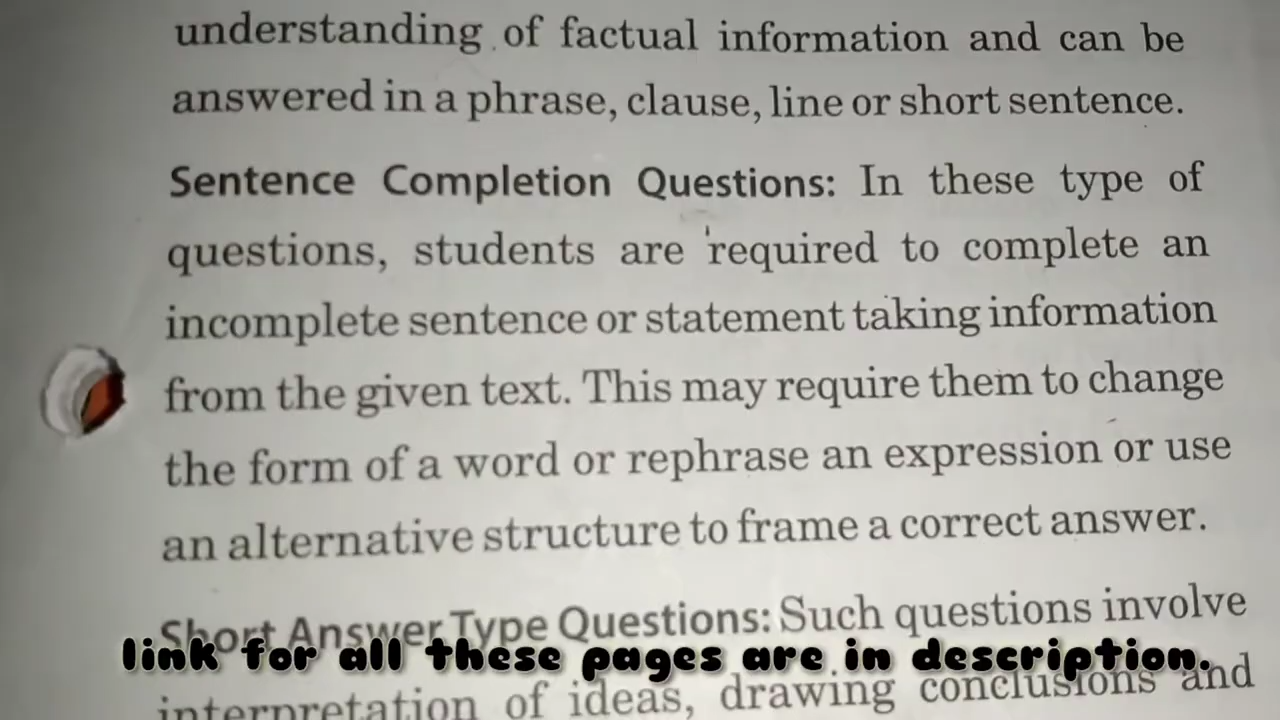 understanding of factual information and can be
answered in a phrase, clause, line or short sentence.
Sentence Completion Questions: In these type of
questions, students are required to complete an
incomplete sentence or statement taking information
from the given text. This may require them to change
the form of a word or rephrase an expression or use
an alternative structure to frame a correct answer.
Short Answer Type Questions: Such questions involve
link for all these pages are in description.
interpretation of ideas, drawing conclusions and